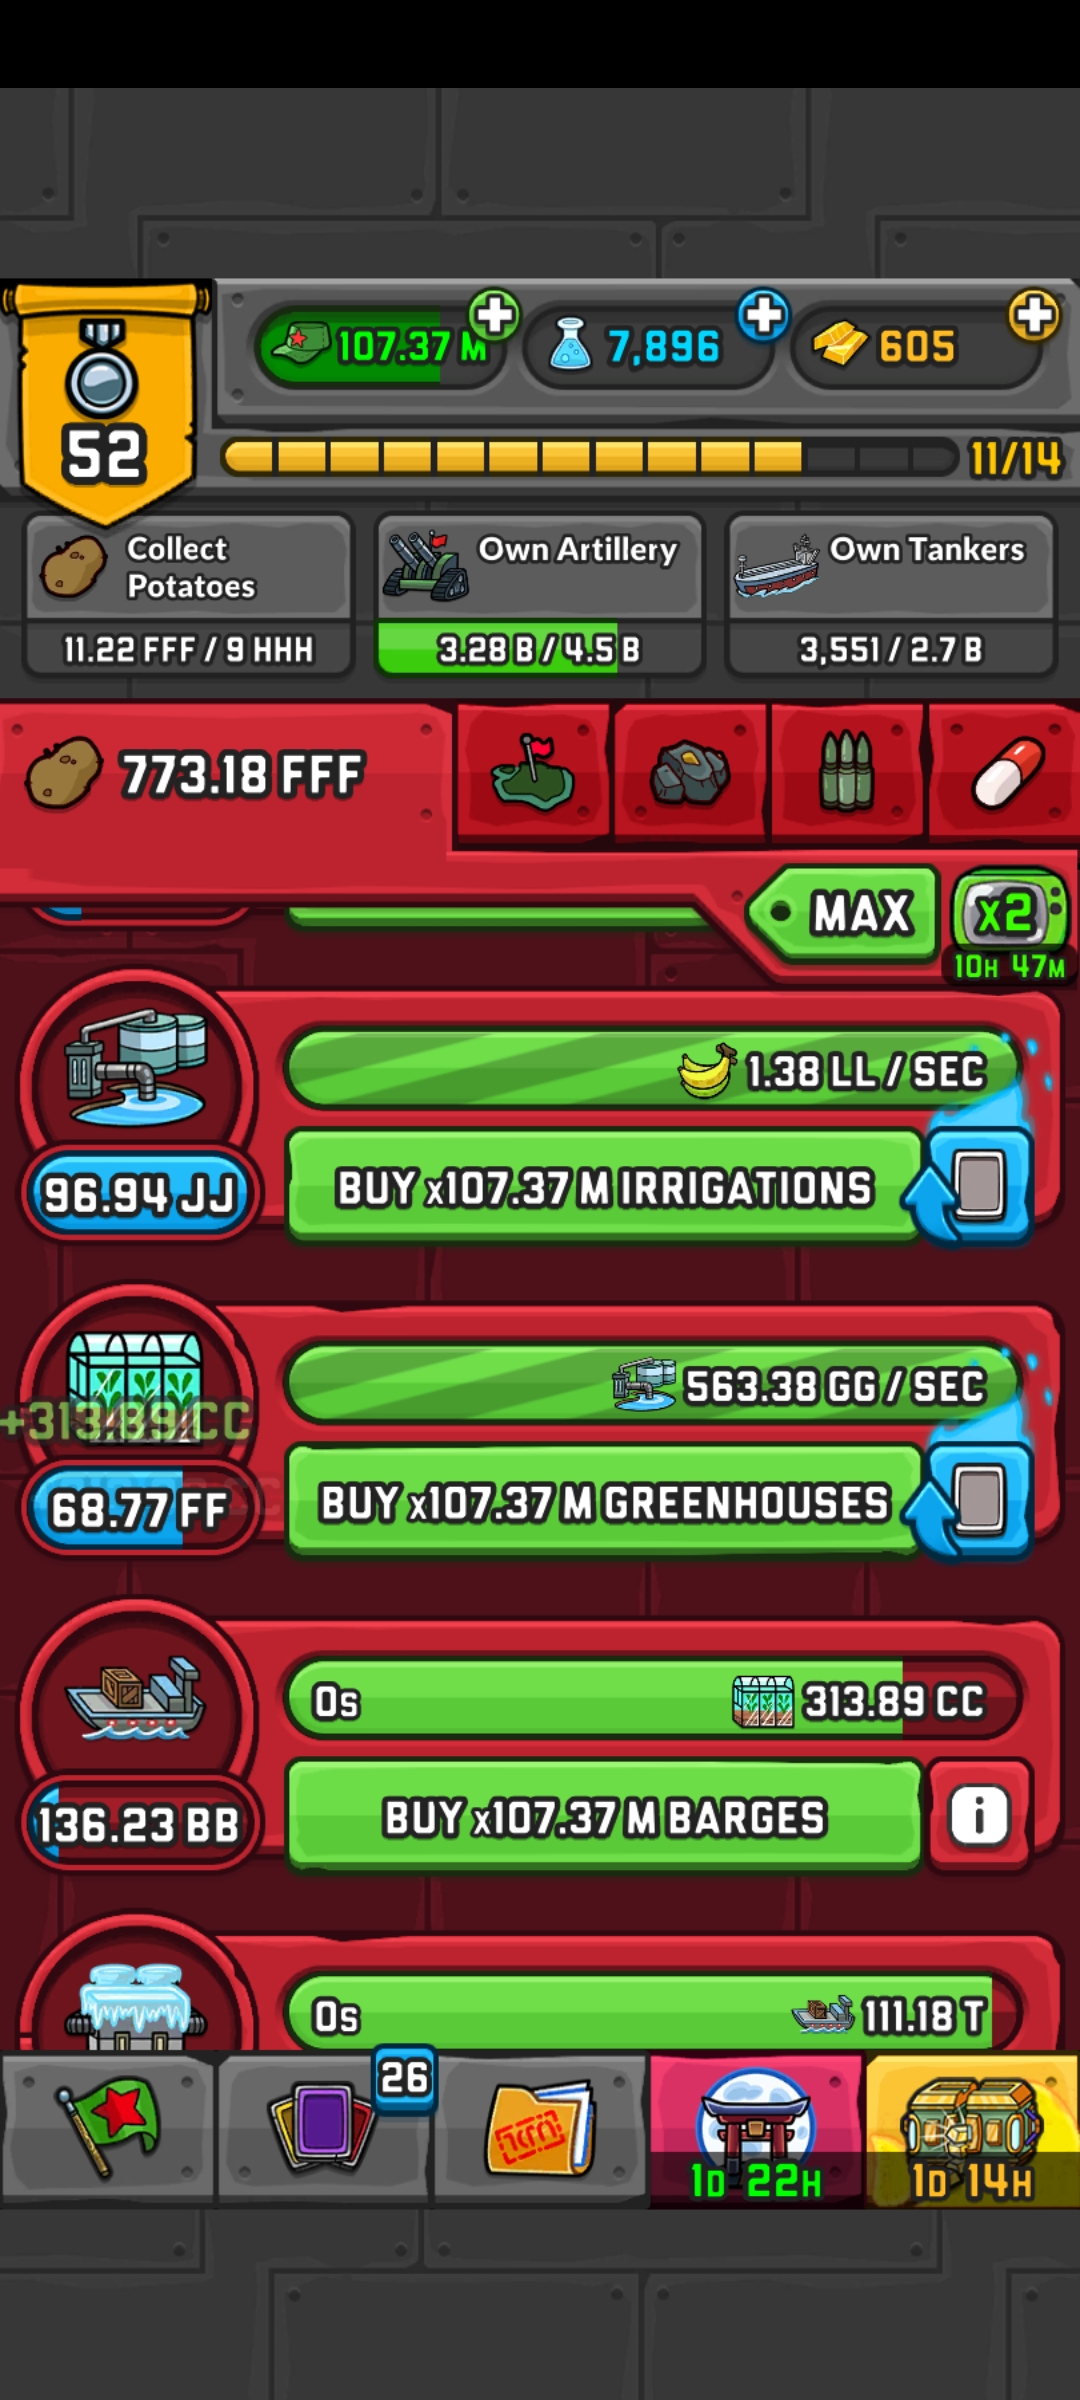 107.37 M
7,896
605
52
11/14
Collect
Potatoes
11.22 FFF / 9 HHH
Own Artillery
3.28 B / 4.5 B
Own Tankers
3,551 / 2.7 B
773.18 FFF
MAX
x2
10H 47M
1.38 LL / SEC
96.94 JJ
BUY x107.37 M IRRIGATIONS
563.38 GG / SEC
+313.89 CC
68.77 FF
BUY x107.37 M GREENHOUSES
0s
313.89 CC
136.23 BB
BUY x107.37 M BARGES
i
0s
111.18 T
26
1D 22H
1D 14H